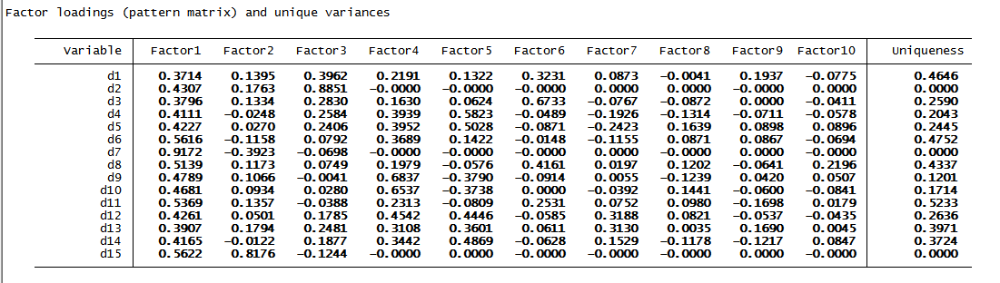 Factor loadings (pattern matrix) and unique variances
Variable Factor1 Factor2 Factor3 Factor4 Factor5 Factor6 Factor7 Factor8 Factor9 Factor10 Uniqueness
d1 0.3714 0.1395 0.3962 0.2191 0.1322 0.3231 0.0873 -0.0041 0.1937 -0.0775 0.4646
d2 0.4307 0.1763 0.8851 -0.0000 -0.0000 -0.0000 0.0000 0.0000 -0.0000 0.0000 0.0000
d3 0.3796 0.1334 0.2830 0.1630 0.0624 0.6733 -0.0767 -0.0872 0.0000 -0.0411 0.2590
d4 0.4111 -0.0248 0.2584 0.3939 0.5823 -0.0489 -0.1926 -0.1314 -0.0711 -0.0578 0.2043
d5 0.4227 0.0270 0.2406 0.3952 0.5028 -0.0871 -0.2423 0.1639 0.0898 0.0896 0.2445
d6 0.5616 -0.1158 0.0792 0.3689 0.1422 -0.0148 -0.1155 0.0871 0.0867 -0.0694 0.4752
d7 0.9172 -0.3923 -0.0698 -0.0000 -0.0000 -0.0000 0.0000 -0.0000 -0.0000 0.0000 0.0000
d8 0.5139 0.1173 0.0749 0.1979 -0.0576 0.4161 0.0197 0.1202 -0.0641 0.2196 0.4337
d9 0.4789 0.1066 -0.0041 0.6837 -0.3790 -0.0914 0.0055 -0.1239 0.0420 0.0507 0.1201
d10 0.4681 0.0934 0.0280 0.6537 -0.3738 0.0000 -0.0392 0.1441 -0.0600 -0.0841 0.1714
d11 0.5369 0.1357 -0.0388 0.2313 -0.0809 0.2531 0.0752 0.0980 -0.1698 0.0179 0.5233
d12 0.4261 0.0501 0.1785 0.4542 0.4446 -0.0585 0.3188 0.0821 -0.0537 -0.0435 0.2636
d13 0.3907 0.1794 0.2481 0.3108 0.3601 0.0611 0.3130 0.0035 0.1690 0.0045 0.3971
d14 0.4165 -0.0122 0.1877 0.3442 0.4869 -0.0628 0.1529 -0.1178 -0.1217 0.0847 0.3724
d15 0.5622 0.8176 -0.1244 -0.0000 0.0000 -0.0000 -0.0000 -0.0000 0.0000 -0.0000 0.0000